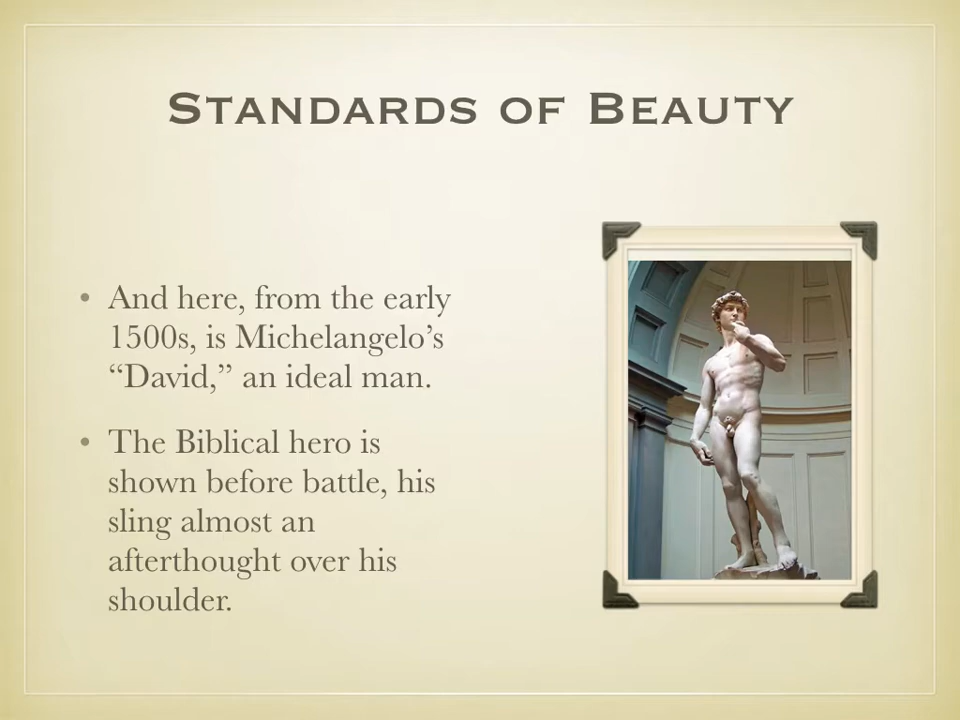 Standards of Beauty
• And here, from the early
1500s, is Michelangelo’s
“David,” an ideal man.
• The Biblical hero is
shown before battle, his
sling almost an
afterthought over his
shoulder.